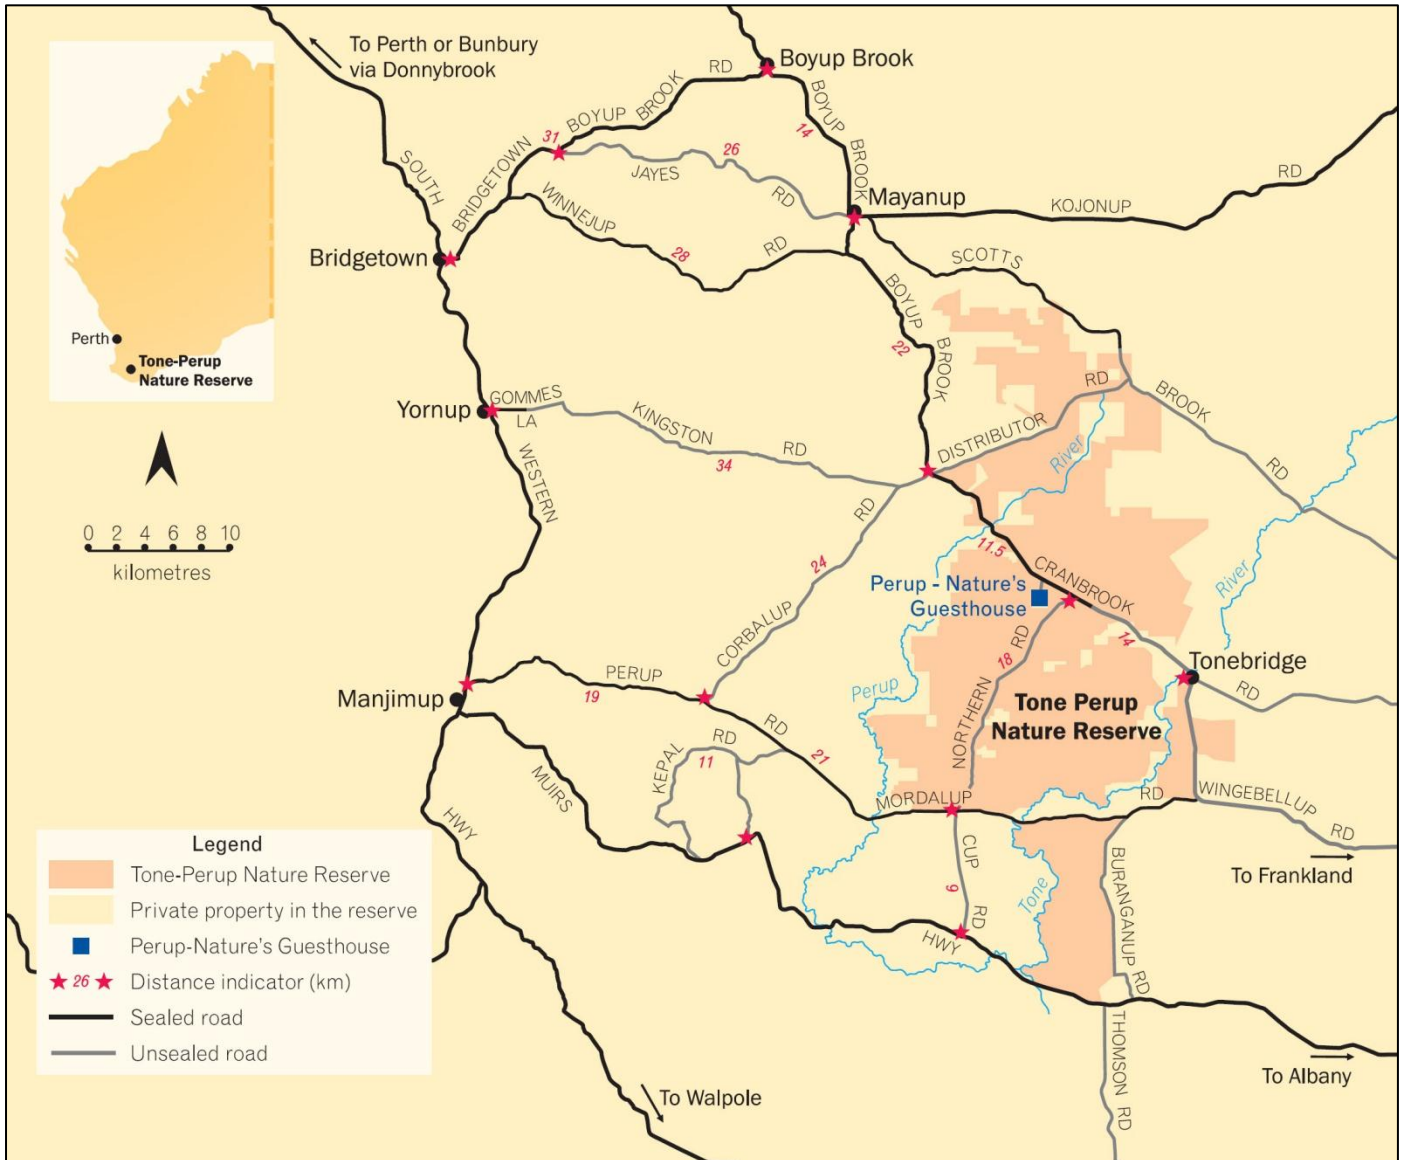 To Perth or Bunbury
via Donnybrook
Boyup Brook
RD
BROOK
BOYUP
31
BRIDGETOWN
BOYUP
14
BROOK
26
JAYES
RD
SOUTH
Mayanup
KOJONUP
RD
WINNEJUP
28
RD
Bridgetown
SCOTTS
BROOK
RD
BOYUP
22
BROOK
Perth
Tone-Perup
Nature Reserve
Yornup
GOMMES
LA
KINGSTON
RD
34
WESTERN
DISTRIBUTOR
RD
River
0 2 4 6 8 10
kilometres
RD
24
CORBALUP
11.5
CRANBROOK
14
RD
Perup - Nature's
Guesthouse
River
RD
18
NORTHERN
Tonebridge
Perup
Tone Perup
Nature Reserve
Manjimup
PERUP
19
RD
21
KEPAL
RD
11
MUIRS
HWY
MORDALUP
RD
WINGEBELLUP
RD
To Frankland
CUP
9
RD
Tone
BURANGANUP
RD
HWY
THOMSON RD
To Albany
To Walpole
Legend
Tone-Perup Nature Reserve
Private property in the reserve
Perup-Nature's Guesthouse
26 Distance indicator (km)
Sealed road
Unsealed road